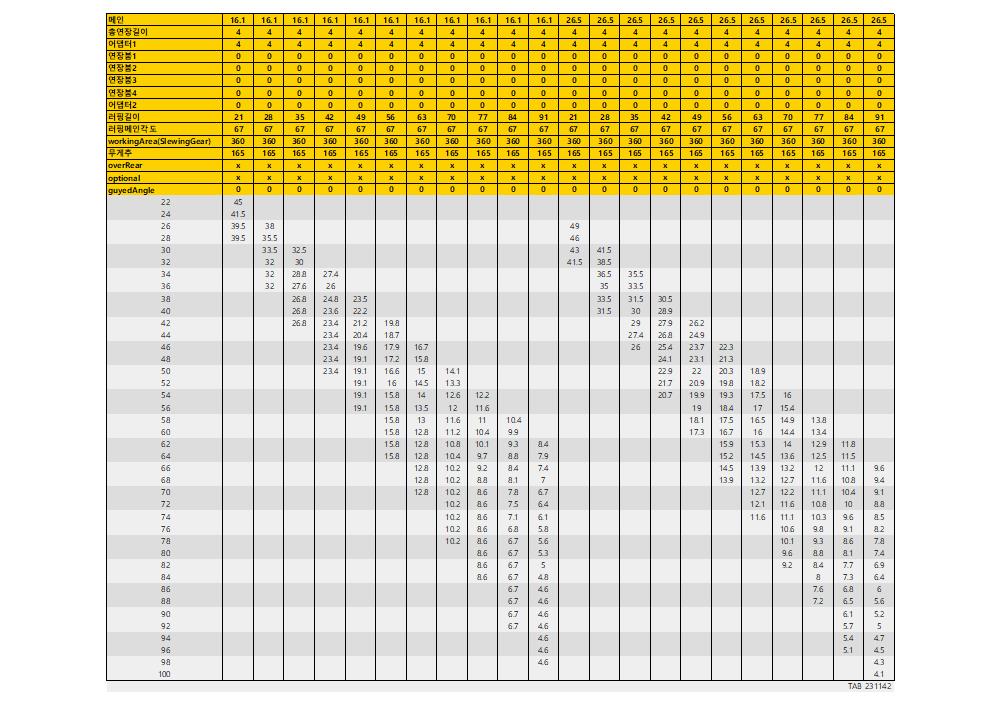 메인 16.1 16.1 16.1 16.1 16.1 16.1 16.1 16.1 16.1 16.1 16.1 26.5 26.5 26.5 26.5 26.5 26.5 26.5 26.5 26.5 26.5 26.5
총연장길이 4 4 4 4 4 4 4 4 4 4 4 4 4 4 4 4 4 4 4 4 4 4
어댑터1 4 4 4 4 4 4 4 4 4 4 4 4 4 4 4 4 4 4 4 4 4 4
연장붐1 0 0 0 0 0 0 0 0 0 0 0 0 0 0 0 0 0 0 0 0 0 0
연장붐2 0 0 0 0 0 0 0 0 0 0 0 0 0 0 0 0 0 0 0 0 0 0
연장붐3 0 0 0 0 0 0 0 0 0 0 0 0 0 0 0 0 0 0 0 0 0 0
연장붐4 0 0 0 0 0 0 0 0 0 0 0 0 0 0 0 0 0 0 0 0 0 0
어댑터2 0 0 0 0 0 0 0 0 0 0 0 0 0 0 0 0 0 0 0 0 0 0
러핑길이 21 28 35 42 49 56 63 70 77 84 91 21 28 35 42 49 56 63 70 77 84 91
러핑메인각도 67 67 67 67 67 67 67 67 67 67 67 67 67 67 67 67 67 67 67 67 67 67
workingArea(SlewingGear) 360 360 360 360 360 360 360 360 360 360 360 360 360 360 360 360 360 360 360 360 360 360
무게추 165 165 165 165 165 165 165 165 165 165 165 165 165 165 165 165 165 165 165 165 165 165
overRear x x x x x x x x x x x x x x x x x x x x x x
optional x x x x x x x x x x x x x x x x x x x x x x
guyedAngle 0 0 0 0 0 0 0 0 0 0 0 0 0 0 0 0 0 0 0 0 0 0
22 45
24 41.5
26 39.5 38 49
28 39.5 35.5 46
30 33.5 32.5 43 41.5
32 32 30 41.5 38.5
34 32 28.8 27.4 36.5 35.5
36 32 27.6 26 35 33.5
38 26.8 24.8 23.5 33.5 31.5 30.5
40 26.8 23.6 22.2 31.5 30 28.9
42 26.8 23.4 21.2 19.8 29 27.9 26.2
44 23.4 20.4 18.7 27.4 26.8 24.9
46 23.4 19.6 17.9 16.7 26 25.4 23.7 22.3
48 23.4 19.1 17.2 15.8 24.1 23.1 21.3
50 23.4 19.1 16.6 15 14.1 22.9 22 20.3 18.9
52 19.1 16 14.5 13.3 21.7 20.9 19.8 18.2
54 19.1 15.8 14 12.6 12.2 20.7 19.9 19.3 17.5 16
56 19.1 15.8 13.5 12 11.6 19 18.4 17 15.4
58 15.8 13 11.6 11 10.4 18.1 17.5 16.5 14.9 13.8
60 15.8 12.8 11.2 10.4 9.9 17.3 16.7 16 14.4 13.4
62 15.8 12.8 10.8 10.1 9.3 8.4 15.9 15.3 14 12.9 11.8
64 15.8 12.8 10.4 9.7 8.8 7.9 15.2 14.5 13.6 12.5 11.5
66 12.8 10.2 9.2 8.4 7.4 14.5 13.9 13.2 12 11.1 9.6
68 12.8 10.2 8.8 8.1 7 13.9 13.2 12.7 11.6 10.8 9.4
70 12.8 10.2 8.6 7.8 6.7 12.7 12.2 11.1 10.4 9.1
72 10.2 8.6 7.5 6.4 12.1 11.6 10.8 10 8.8
74 10.2 8.6 7.1 6.1 11.6 11.1 10.3 9.6 8.5
76 10.2 8.6 6.8 5.8 10.6 9.8 9.1 8.2
78 10.2 8.6 6.7 5.6 10.1 9.3 8.6 7.8
80 8.6 6.7 5.3 9.6 8.8 8.1 7.4
82 8.6 6.7 5 9.2 8.4 7.7 6.9
84 8.6 6.7 4.8 8 7.3 6.4
86 6.7 4.6 7.6 6.8 6
88 6.7 4.6 7.2 6.5 5.6
90 6.7 4.6 6.1 5.2
92 6.7 4.6 5.7 5
94 4.6 5.4 4.7
96 4.6 5.1 4.5
98 4.6 4.3
100 4.1
TAB 231142